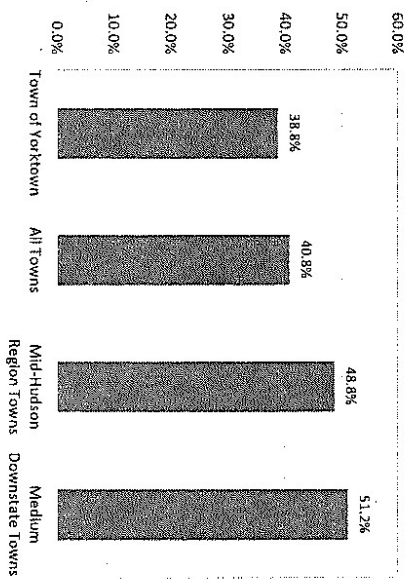 60.0%
50.0%
40.0%
30.0%
20.0%
10.0%
0.0%
38.8%
40.8%
48.8%
51.2%
Town of Yorktown
All Towns
Mid-Hudson
Region Towns
Medium
Downstate Towns